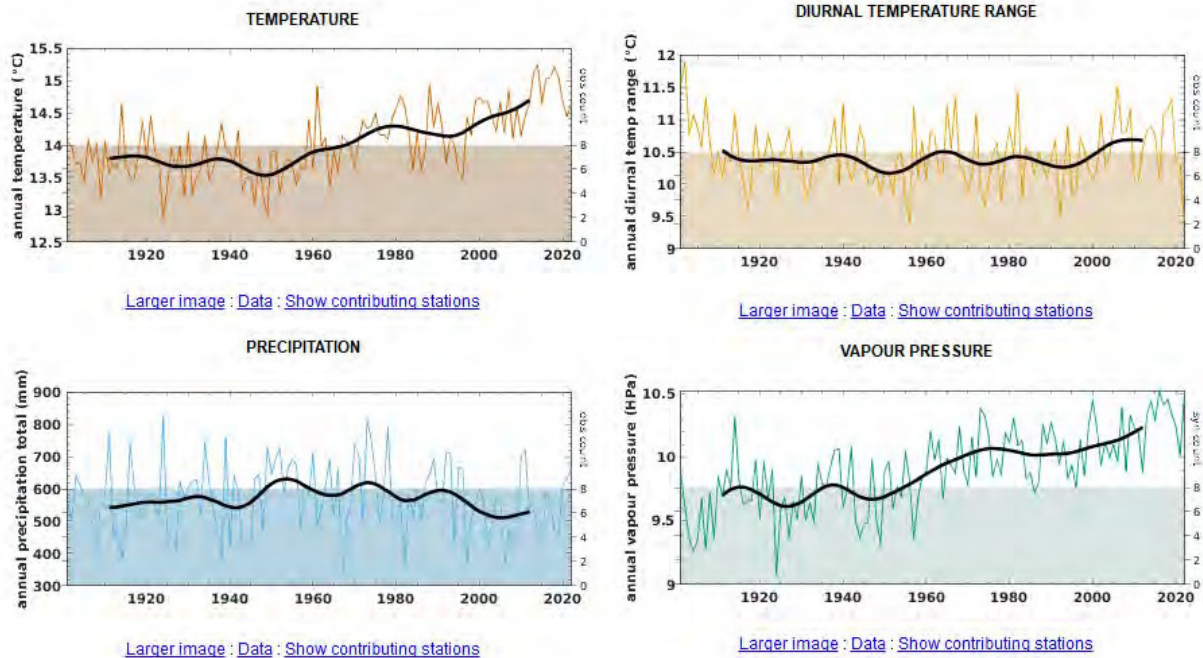 TEMPERATURE
annual temperature (°C)
15.5
15
14.5
14
13.5
13
12.5
obs count
8
6
4
2
0
1920 1940 1960 1980 2000 2020
Larger image : Data : Show contributing stations
DIURNAL TEMPERATURE RANGE
annual diurnal temp range (°C)
12
11.5
11
10.5
10
9.5
9
obs count
8
6
4
2
0
1920 1940 1960 1980 2000 2020
Larger image : Data : Show contributing stations
PRECIPITATION
annual precipitation total (mm)
900
800
700
600
500
400
300
obs count
8
6
4
2
0
1920 1940 1960 1980 2000 2020
Larger image : Data : Show contributing stations
VAPOUR PRESSURE
annual vapour pressure (HPa)
10.5
10
9.5
9
syn count
8
6
4
2
0
1920 1940 1960 1980 2000 2020
Larger image : Data : Show contributing stations